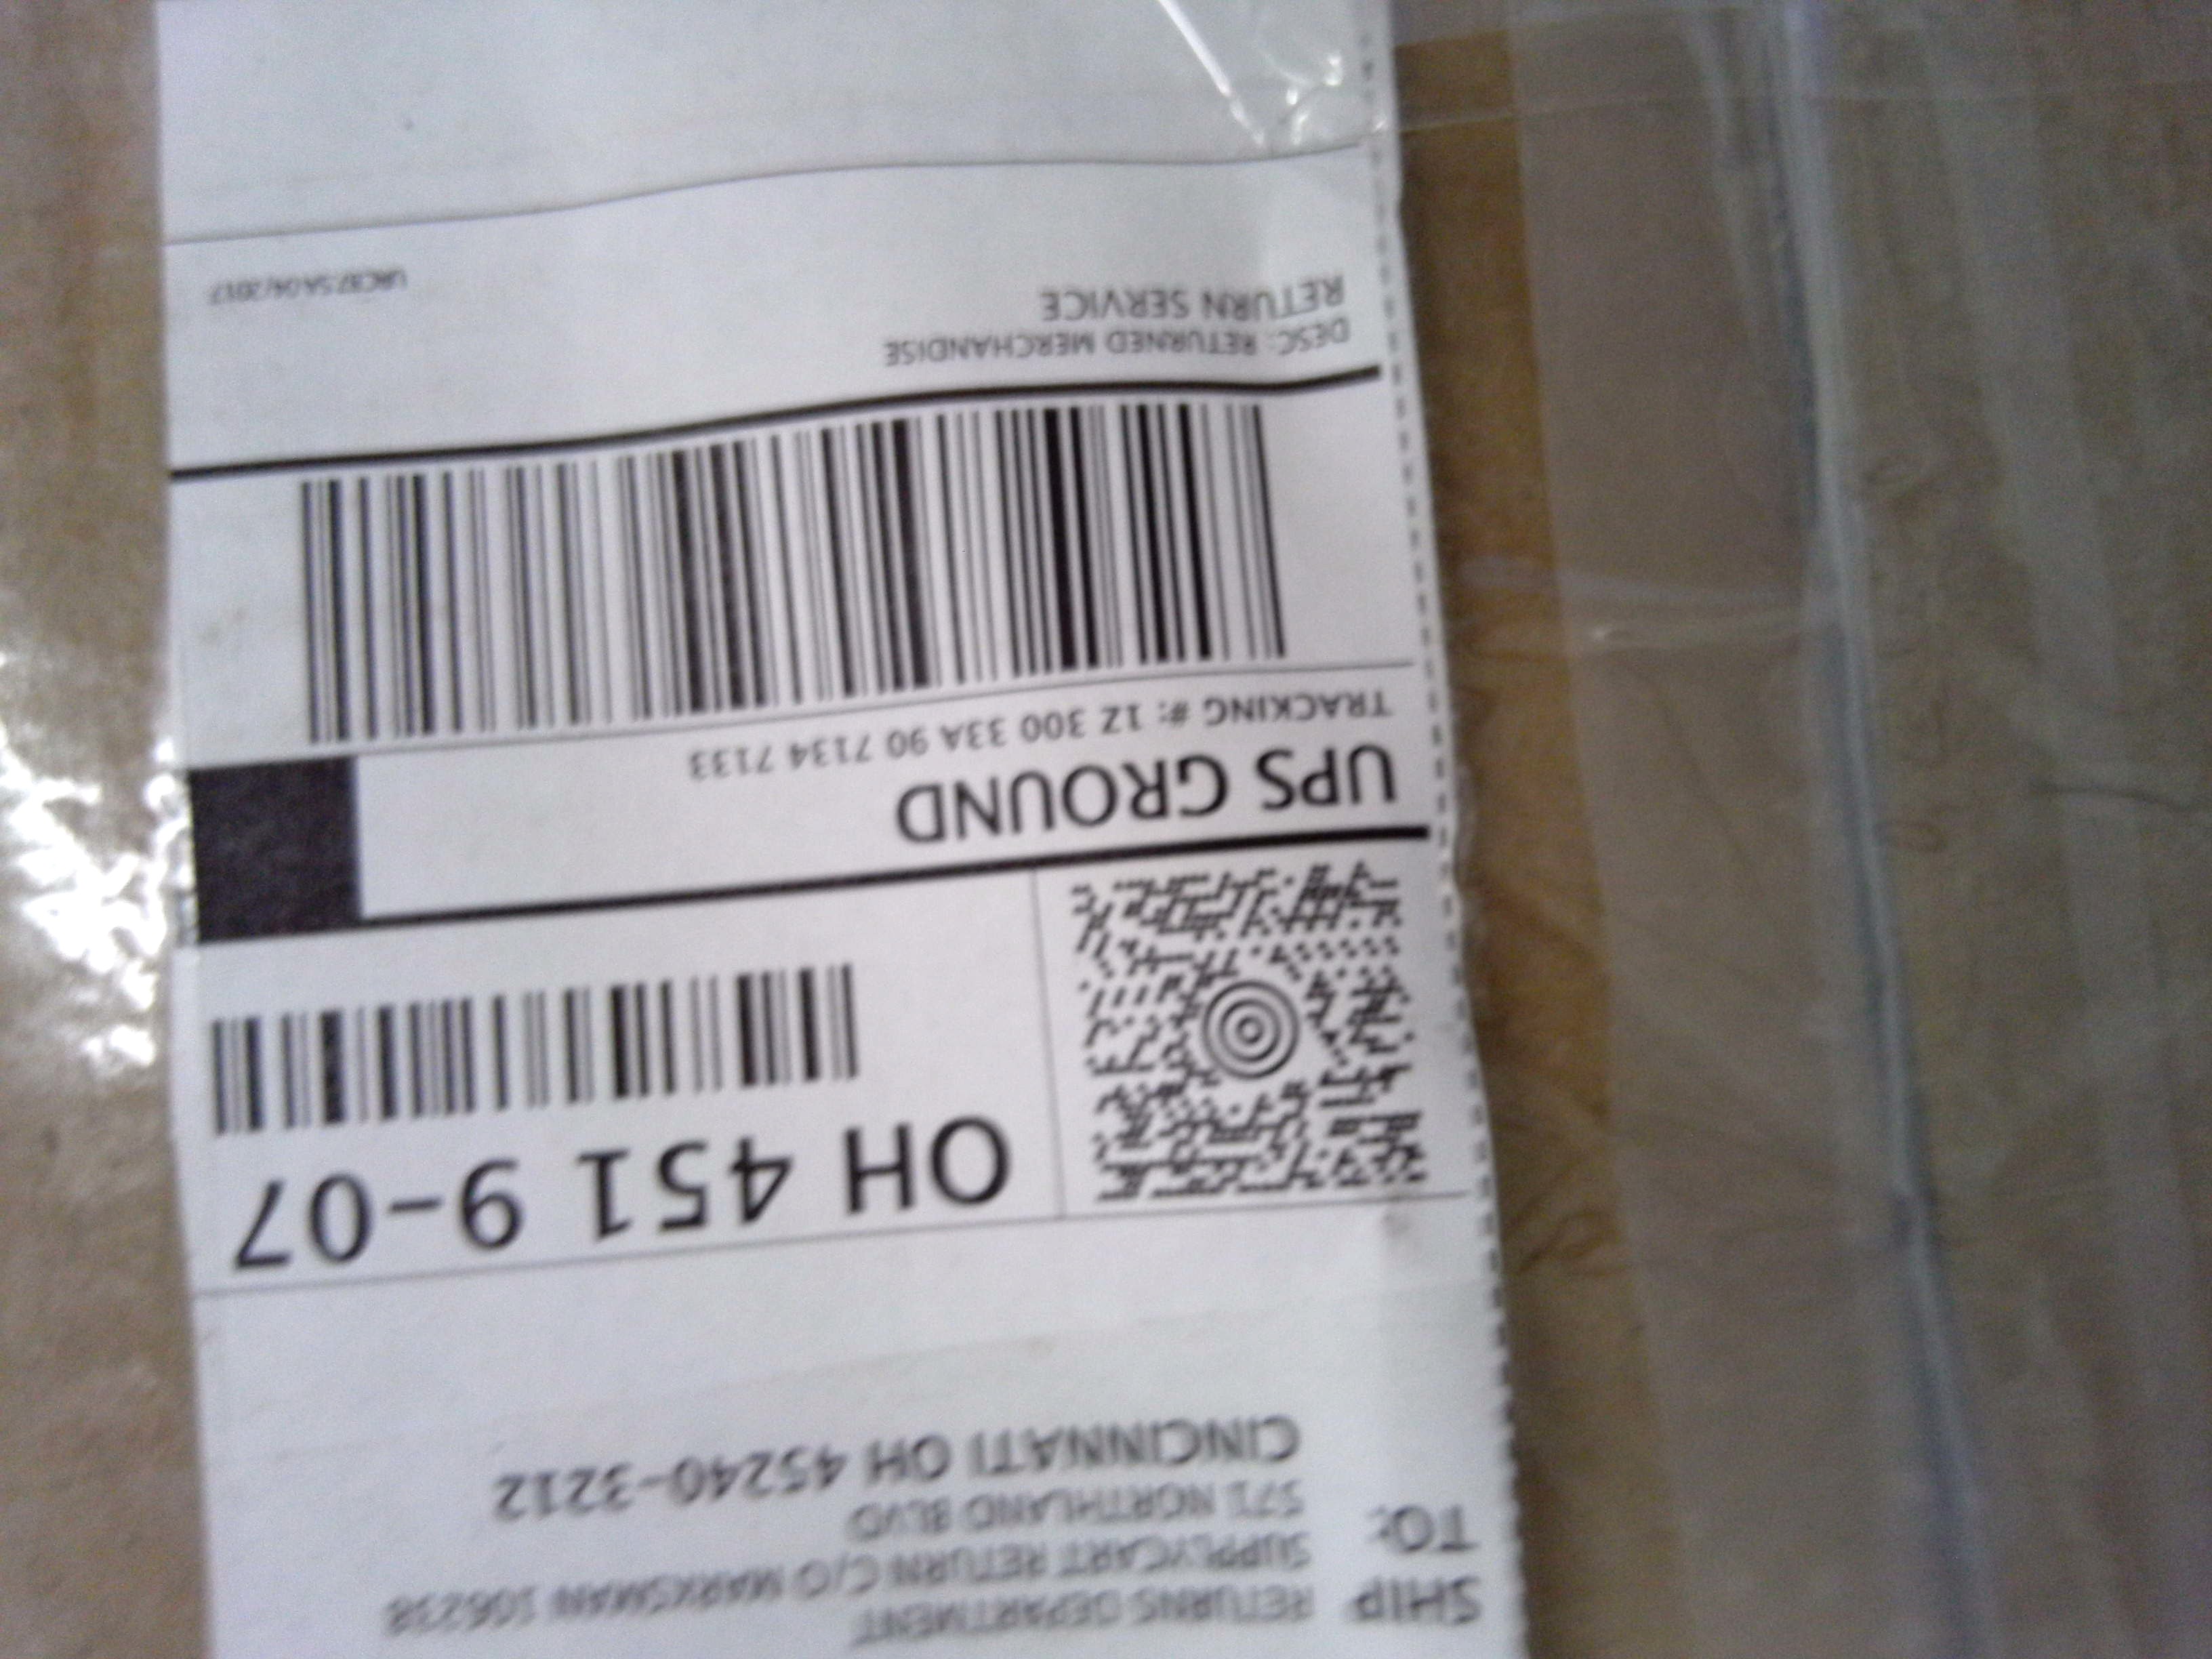 SHIP TO:
RETURNS DEPARTMENT
SUPPLYCART RETURN C/O MARKSMAN 106238
571 NORTHLAND BLVD
CINCINNATI OH 45240-3212
OH 451 9-07
UPS GROUND
TRACKING #: 1Z 300 33A 90 7134 7133
DESC: RETURNED MERCHANDISE
RETURN SERVICE